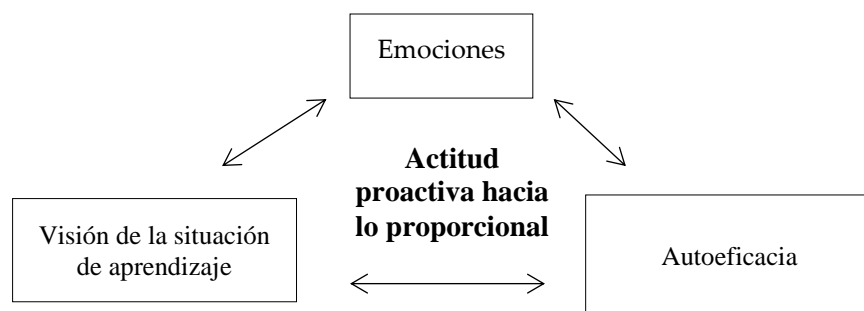 Emociones
Actitud
proactiva hacia
lo proporcional
Visión de la situación
de aprendizaje
Autoeficacia